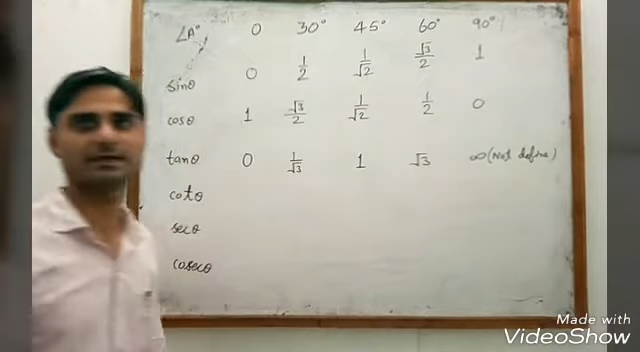 ∠A° 0 30° 45° 60° 90°
sinθ 0 1/2 1/√2 √3/2 1
cosθ 1 √3/2 1/√2 1/2 0
tanθ 0 1/√3 1 √3 ∞(Not define)
cotθ
secθ
cosecθ
Made with
VideoShow